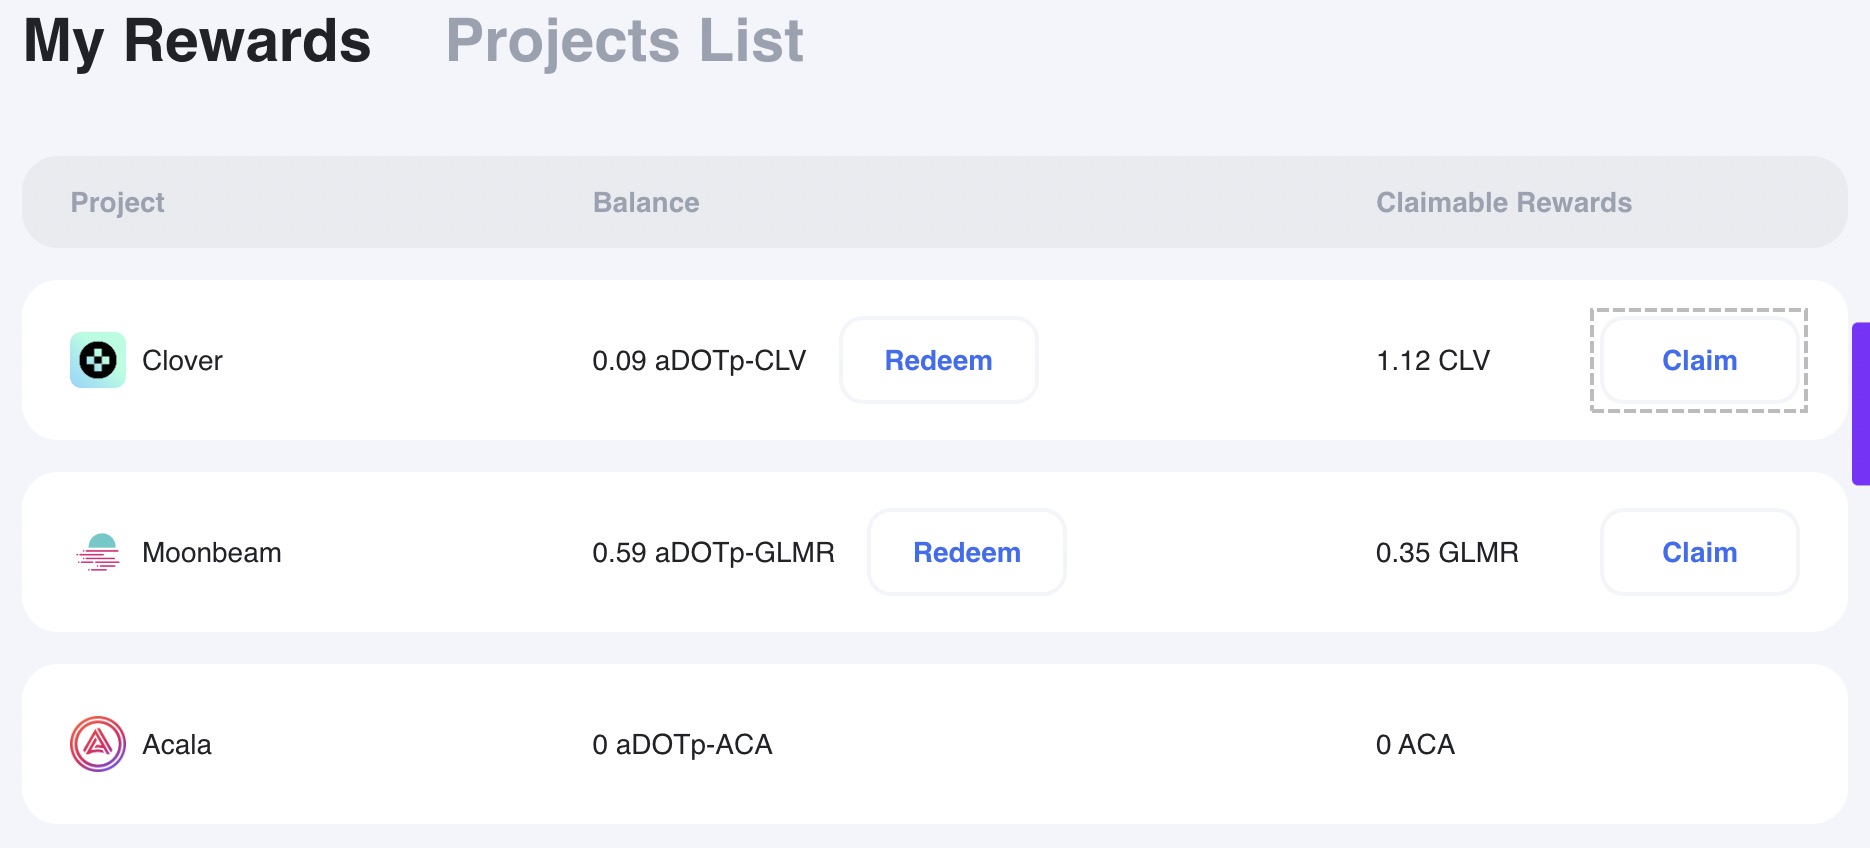 My Rewards Projects List
Project Balance Claimable Rewards
Clover 0.09 aDOTp-CLV Redeem 1.12 CLV Claim
Moonbeam 0.59 aDOTp-GLMR Redeem 0.35 GLMR Claim
Acala 0 aDOTp-ACA 0 ACA